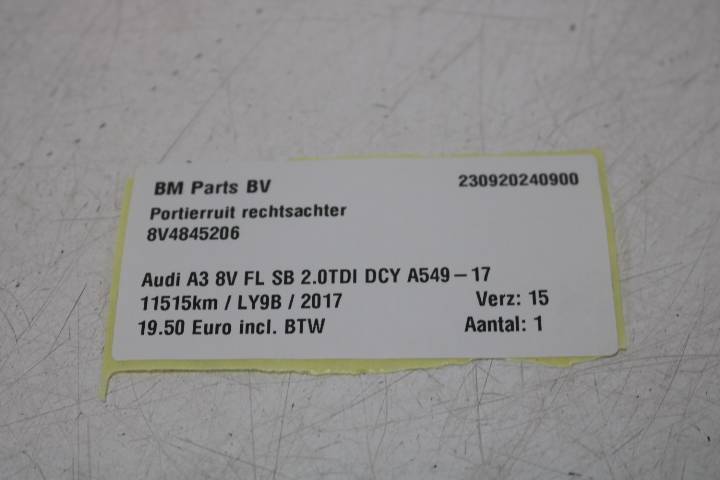 BM Parts BV 230920240900
Portierruit rechtsachter
8V4845206
Audi A3 8V FL SB 2.0TDI DCY A549-17
11515km / LY9B / 2017 Verz: 15
19.50 Euro incl. BTW Aantal: 1